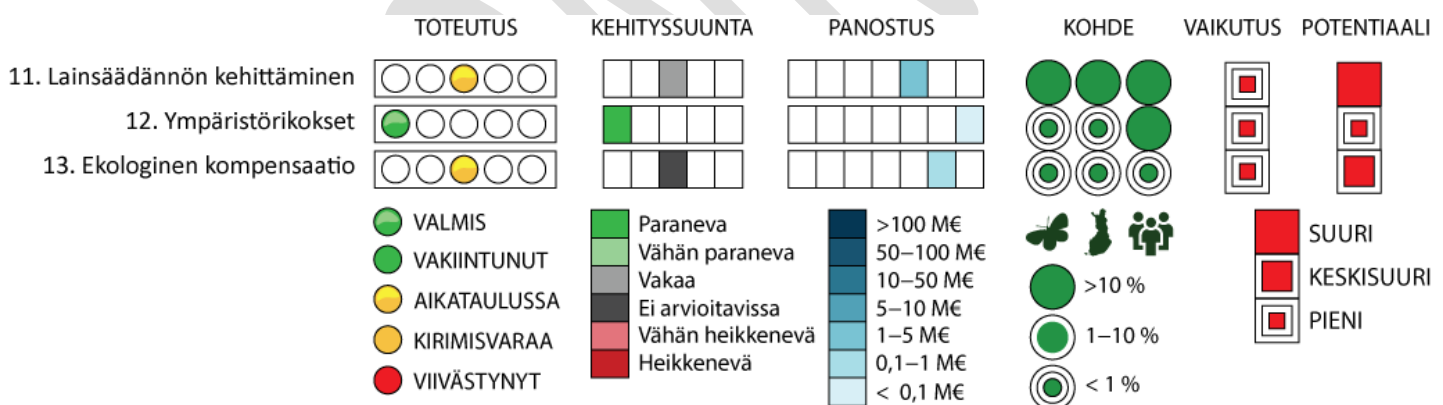 TOTEUTUS KEHITYSSUUNTA PANOSTUS KOHDE VAIKUTUS POTENTIAALI
11. Lainsäädännön kehittäminen
12. Ympäristörikokset
13. Ekologinen kompensaatio
VALMIS
VAKIINTUNUT
AIKATAULUSSA
KIRIMISVARAA
VIIVÄSTYNYT
Paraneva
Vähän paraneva
Vakaa
Ei arvioitavissa
Vähän heikkenevä
Heikkenevä
>100 M€
50–100 M€
10–50 M€
5–10 M€
1–5 M€
0,1–1 M€
< 0,1 M€
>10 %
1–10 %
< 1 %
SUURI
KESKISUURI
PIENI